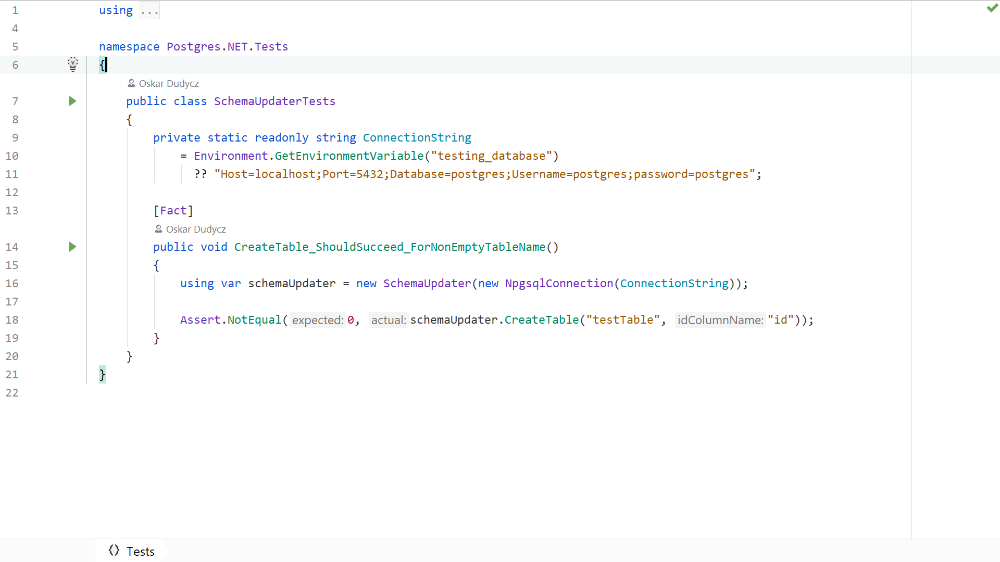 1 using ...
4
5 namespace Postgres.NET.Tests
6 {
Oskar Dudycz
7 public class SchemaUpdaterTests
8 {
9 private static readonly string ConnectionString
10 = Environment.GetEnvironmentVariable("testing_database")
11 ?? "Host=localhost;Port=5432;Database=postgres;Username=postgres;password=postgres";
12
13 [Fact]
Oskar Dudycz
14 public void CreateTable_ShouldSucceed_ForNonEmptyTableName()
15 {
16 using var schemaUpdater = new SchemaUpdater(new NpgsqlConnection(ConnectionString));
17
18 Assert.NotEqual( expected: 0, actual: schemaUpdater.CreateTable("testTable", idColumnName: "id"));
19 }
20 }
21 }
22
Tests